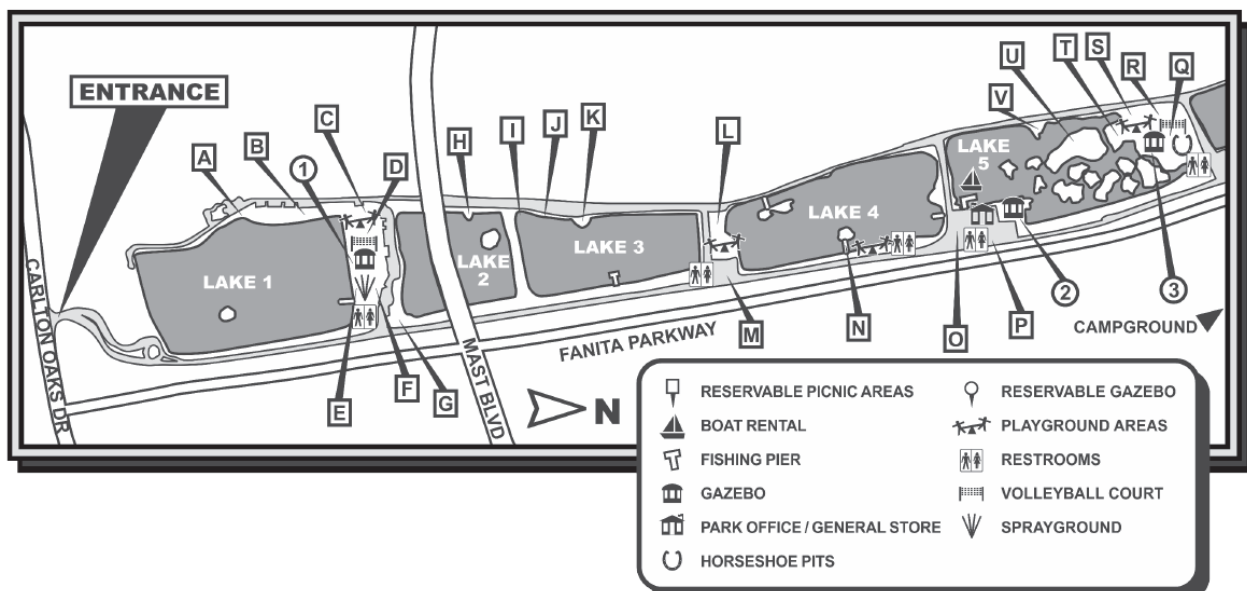 ENTRANCE
A
B
1
C
D
H
I
J
K
L
U
T
S
R
Q
V
LAKE 1
LAKE
2
LAKE 3
LAKE 4
LAKE
5
E
F
G
M
N
O
P
2
3
CARLTON OAKS DR
MAST BLVD
FANITA PARKWAY
CAMPGROUND
N
RESERVABLE PICNIC AREAS
BOAT RENTAL
FISHING PIER
GAZEBO
PARK OFFICE / GENERAL STORE
HORSESHOE PITS
RESERVABLE GAZEBO
PLAYGROUND AREAS
RESTROOMS
VOLLEYBALL COURT
SPRAYGROUND